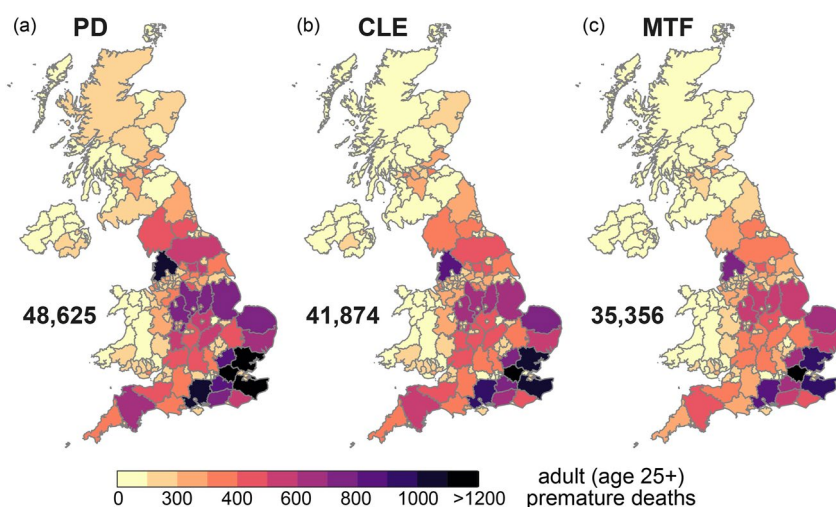 (a) PD
(b) CLE
(c) MTF
48,625
41,874
35,356
0 300 400 600 800 1000 >1200
adult (age 25+)
premature deaths